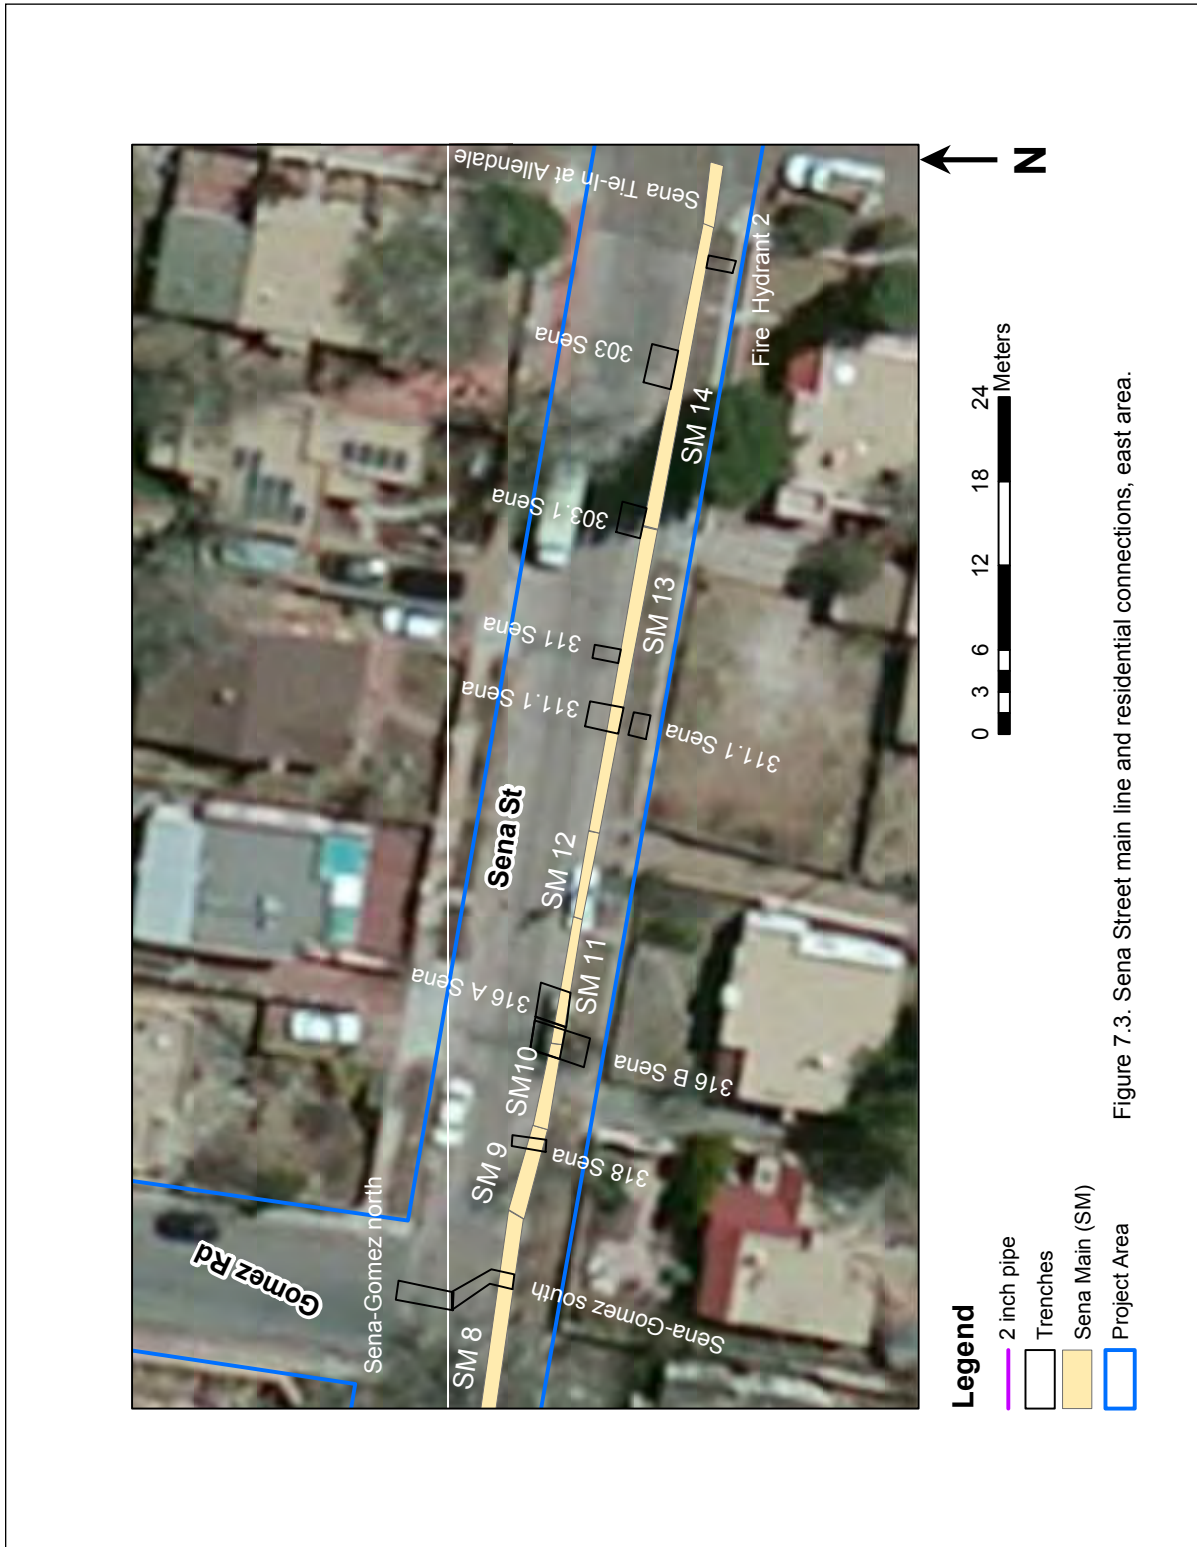 Gomez Rd
Sena-Gomez north
SM 8
Sena-Gomez south
SM 9
318 Sena
SM10
316 B Sena
316 A Sena
SM 11
SM 12
Sena St
311.1 Sena
311.1 Sena
311 Sena
SM 13
303.1 Sena
SM 14
303 Sena
Fire Hydrant 2
Sena Tie-In at Allendale
N
Legend
2 inch pipe
Trenches
Sena Main (SM)
Project Area
0 3 6 12 18 24
Meters
Figure 7.3. Sena Street main line and residential connections, east area.